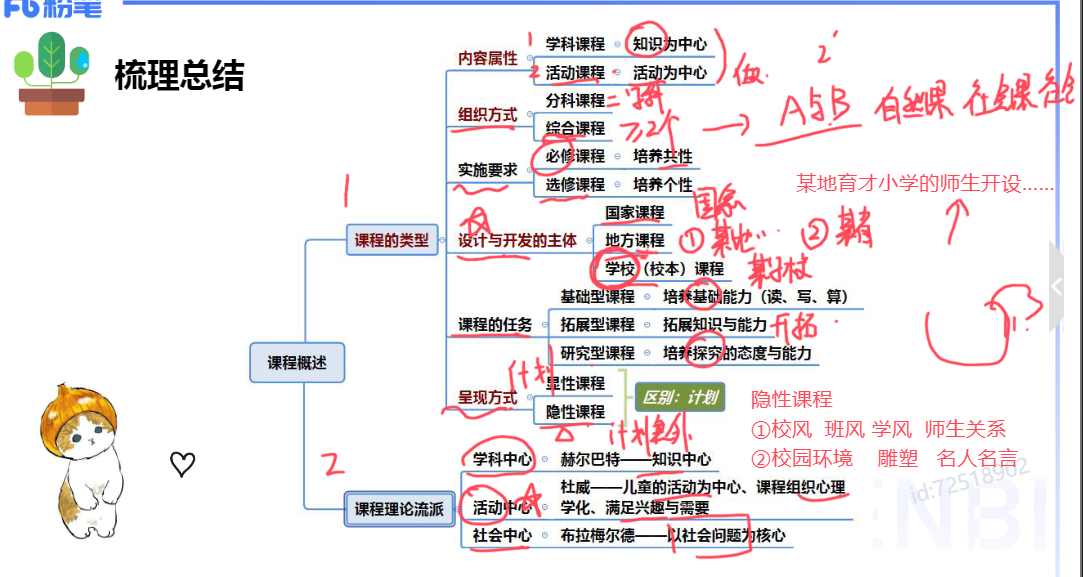 粉笔
梳理总结
课程概述
1
课程的类型
内容属性
1 学科课程 知识为中心
2 活动课程 活动为中心
做
2
组织方式
分科课程 = 1学科
综合课程 ≥2个 → A与B 自然课 社会课
实施要求
必修课程 培养共性
选修课程 培养个性
某地育才小学的师生开设……
设计与开发的主体
国家课程 国家
地方课程 ①某地… ②某省
学校（校本）课程 某学校
课程的任务
基础型课程 培养基础能力（读、写、算）
拓展型课程 拓展知识与能力 开拓
研究型课程 培养探究的态度与能力
呈现方式
显性课程 计划
隐性课程 计划意外
区别：计划
隐性课程
①校风 班风 学风 师生关系
②校园环境 雕塑 名人名言
2
课程理论流派
学科中心 赫尔巴特——知识中心
活动中心 杜威——儿童的活动为中心、课程组织心理
学化、满足兴趣与需要
社会中心 布拉梅尔德——以社会问题为核心
id:72518902
ENBI